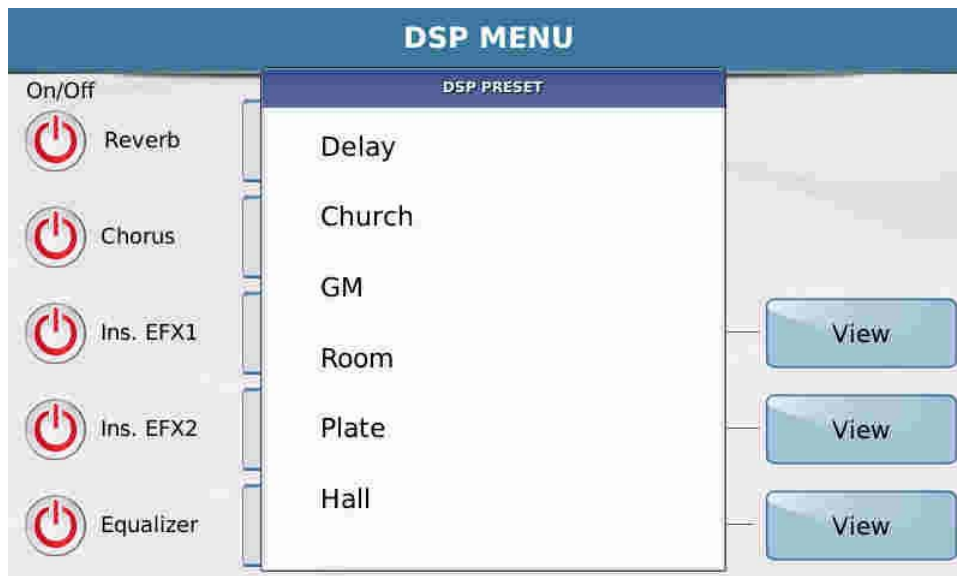 DSP MENU
On/Off
DSP PRESET
Reverb
Chorus
Ins. EFX1
Ins. EFX2
Equalizer
Delay
Church
GM
Room
Plate
Hall
View
View
View